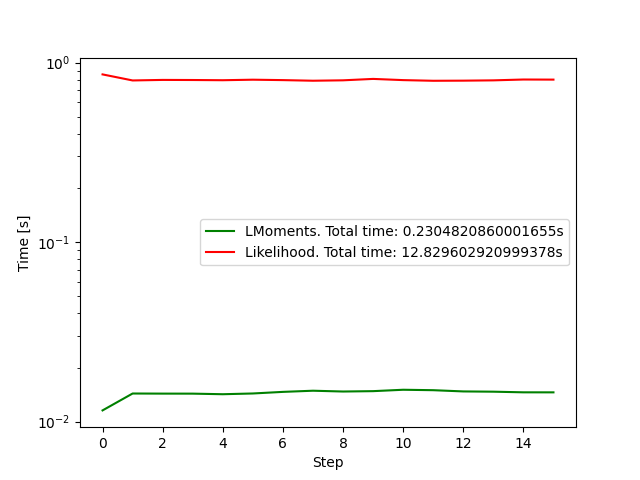 10⁰
10⁻¹
10⁻²
Time [s]
LMoments. Total time: 0.2304820860001655s
Likelihood. Total time: 12.829602920999378s
0 2 4 6 8 10 12 14
Step